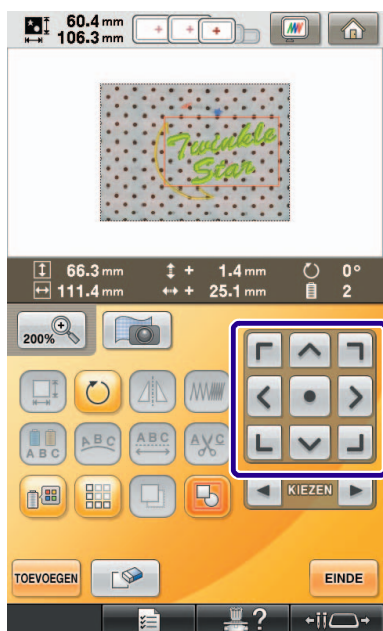 60.4 mm
106.3 mm
Twinkle
Star
66.3 mm + 1.4 mm 0°
111.4 mm + 25.1 mm 2
200%
ABC ABC ABC AYC
KIEZEN
TOEVOEGEN EINDE
?